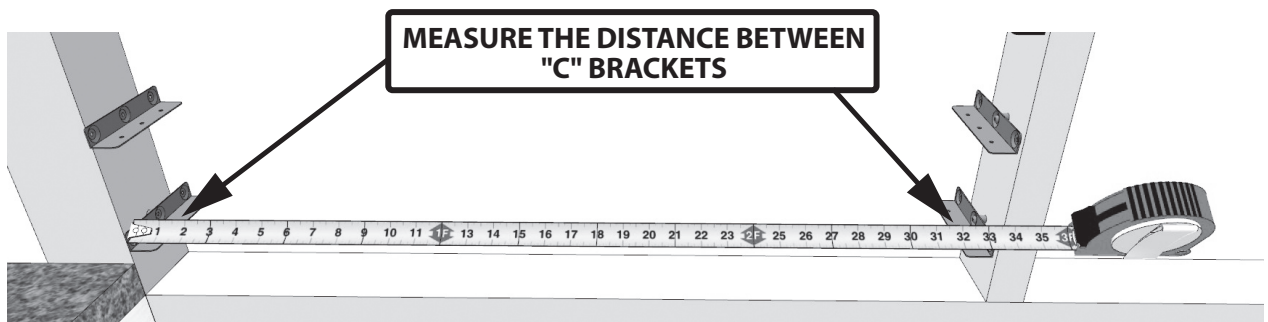 MEASURE THE DISTANCE BETWEEN
"C" BRACKETS
1 2 3 4 5 6 7 8 9 10 11 1F 13 14 15 16 17 18 19 20 21 22 23 2F 25 26 27 28 29 30 31 32 33 34 35 3F